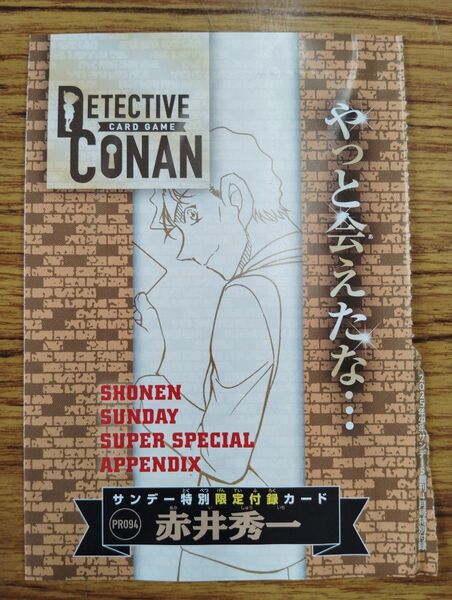 DETECTIVE
CARD GAME
CONAN
やっと会えたな…
SHONEN
SUNDAY
SUPER SPECIAL
APPENDIX
サンデー特別限定付録カード
PR094
赤井秀一